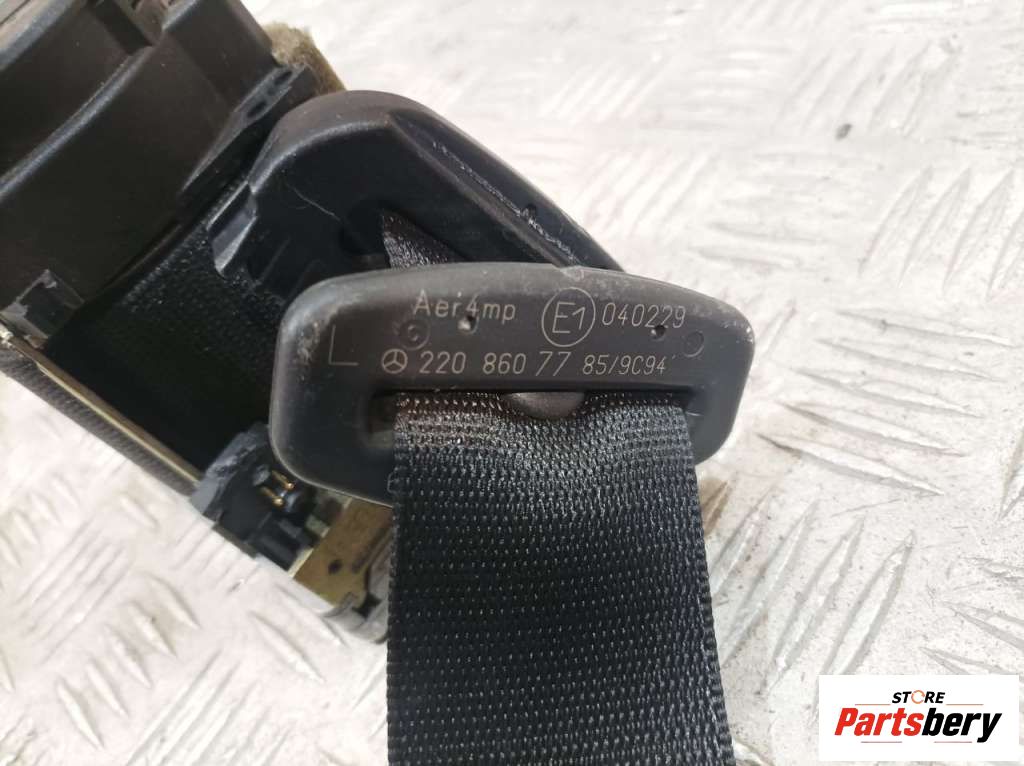 Aer4mp E1 040229
L 220 860 77 85/9C94
STORE
Partsbery